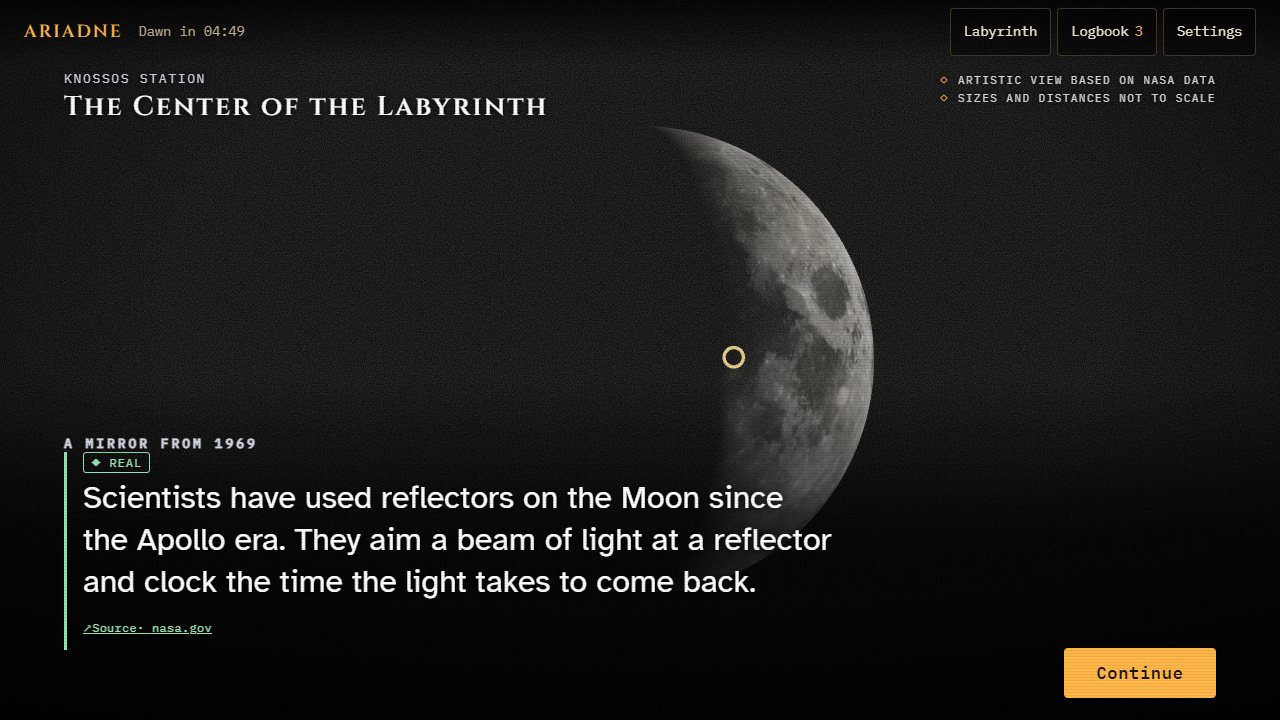 ARIADNE Dawn in 04:49 Labyrinth Logbook 3 Settings
KNOSSOS STATION
The Center of the Labyrinth
◇ ARTISTIC VIEW BASED ON NASA DATA
◇ SIZES AND DISTANCES NOT TO SCALE
A MIRROR FROM 1969
◆ REAL
Scientists have used reflectors on the Moon since
the Apollo era. They aim a beam of light at a reflector
and clock the time the light takes to come back.
↗Source· nasa.gov
Continue